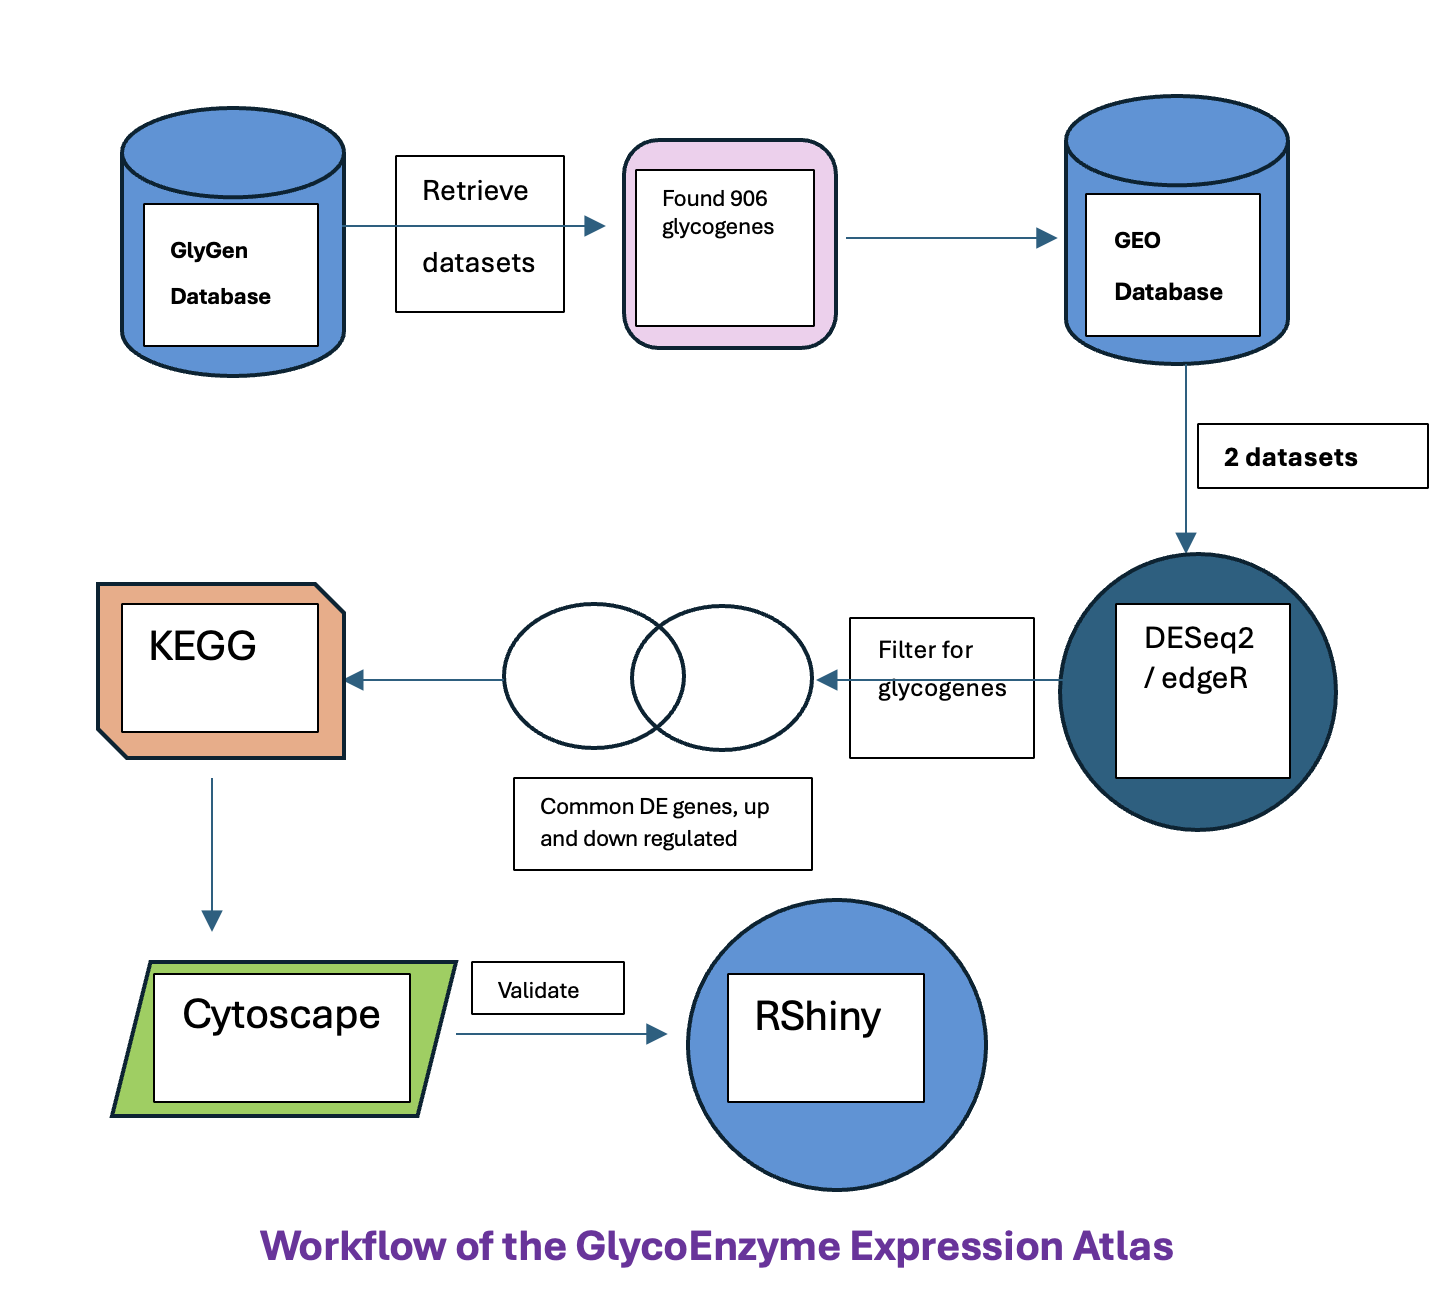 GlyGen
Database
Retrieve
datasets
Found 906
glycogenes
GEO
Database
2 datasets
DESeq2
/ edgeR
Filter for
glycogenes
Common DE genes, up
and down regulated
KEGG
Cytoscape
Validate
RShiny
Workflow of the GlycoEnzyme Expression Atlas